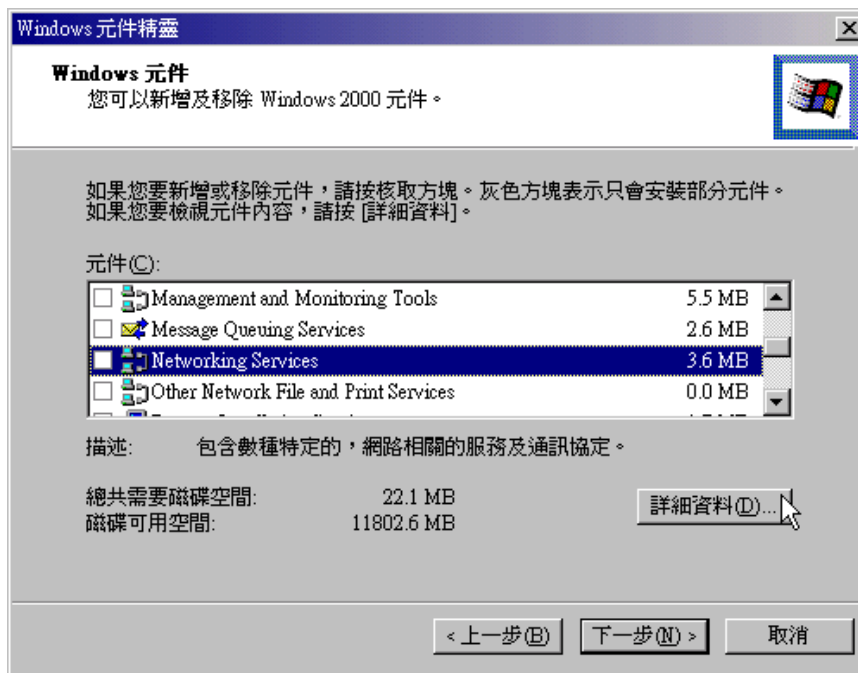 Windows 元件精靈
Windows 元件
您可以新增及移除 Windows 2000 元件。
如果您要新增或移除元件，請按核取方塊。灰色方塊表示只會安裝部分元件。
如果您要檢視元件內容，請按 [詳細資料]。
元件(C):
Management and Monitoring Tools 5.5 MB
Message Queuing Services 2.6 MB
Networking Services 3.6 MB
Other Network File and Print Services 0.0 MB
描述: 包含數種特定的，網路相關的服務及通訊協定。
總共需要磁碟空間: 22.1 MB
磁碟可用空間: 11802.6 MB
詳細資料(D)...
< 上一步(B) 下一步(N) > 取消